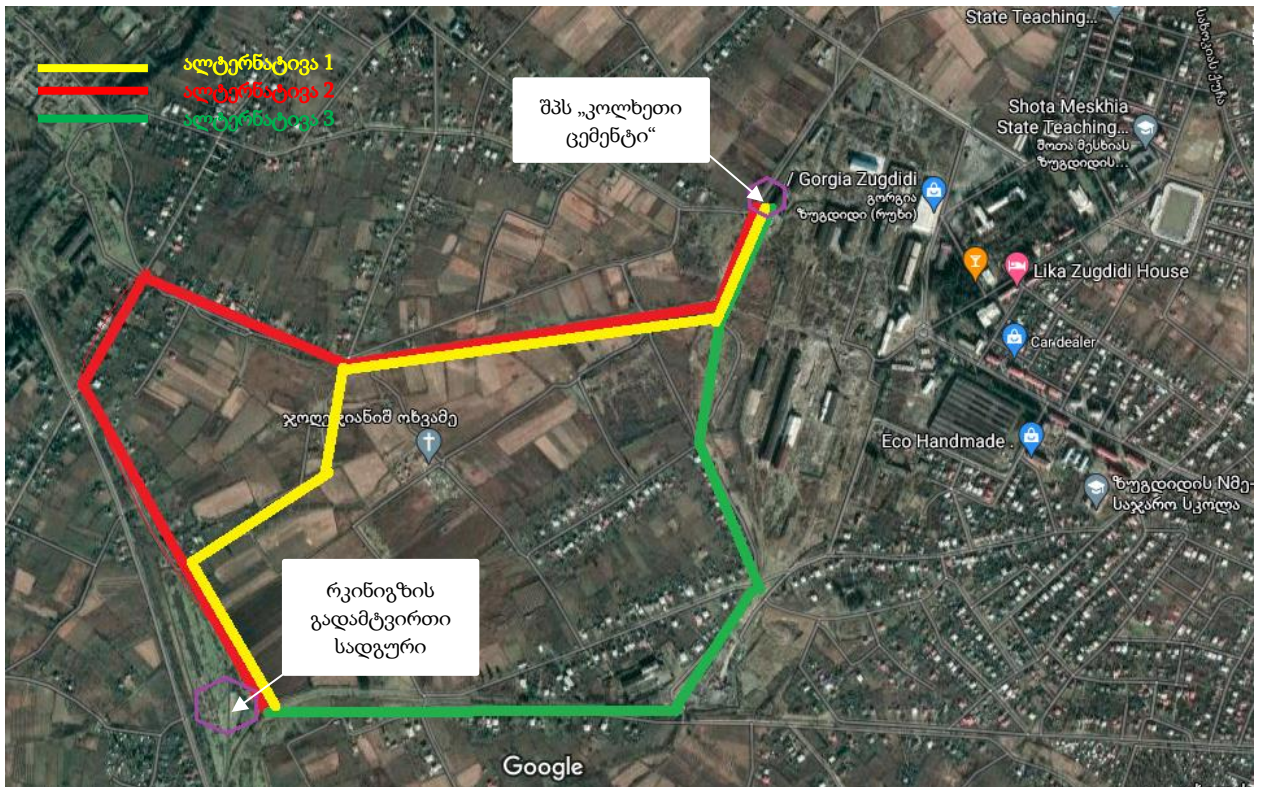 ალტერნატივა 1
ალტერნატივა 2
ალტერნატივა 3
შპს „კოლხეთი
ცემენტი“
State Teaching...
Shota Meskhia
State Teaching...
შოთა მესხიას
ზუგდიდის...
/ Gorgia Zugdidi
გორგია
ზუგდიდი (რუხი)
Lika Zugdidi House
Car dealer
Eco Handmade .
ზუგდიდის Nმე-
საჯარო სკოლა
ოხვამე
რკინიგზის
გადამტვირთი
სადგური
Google